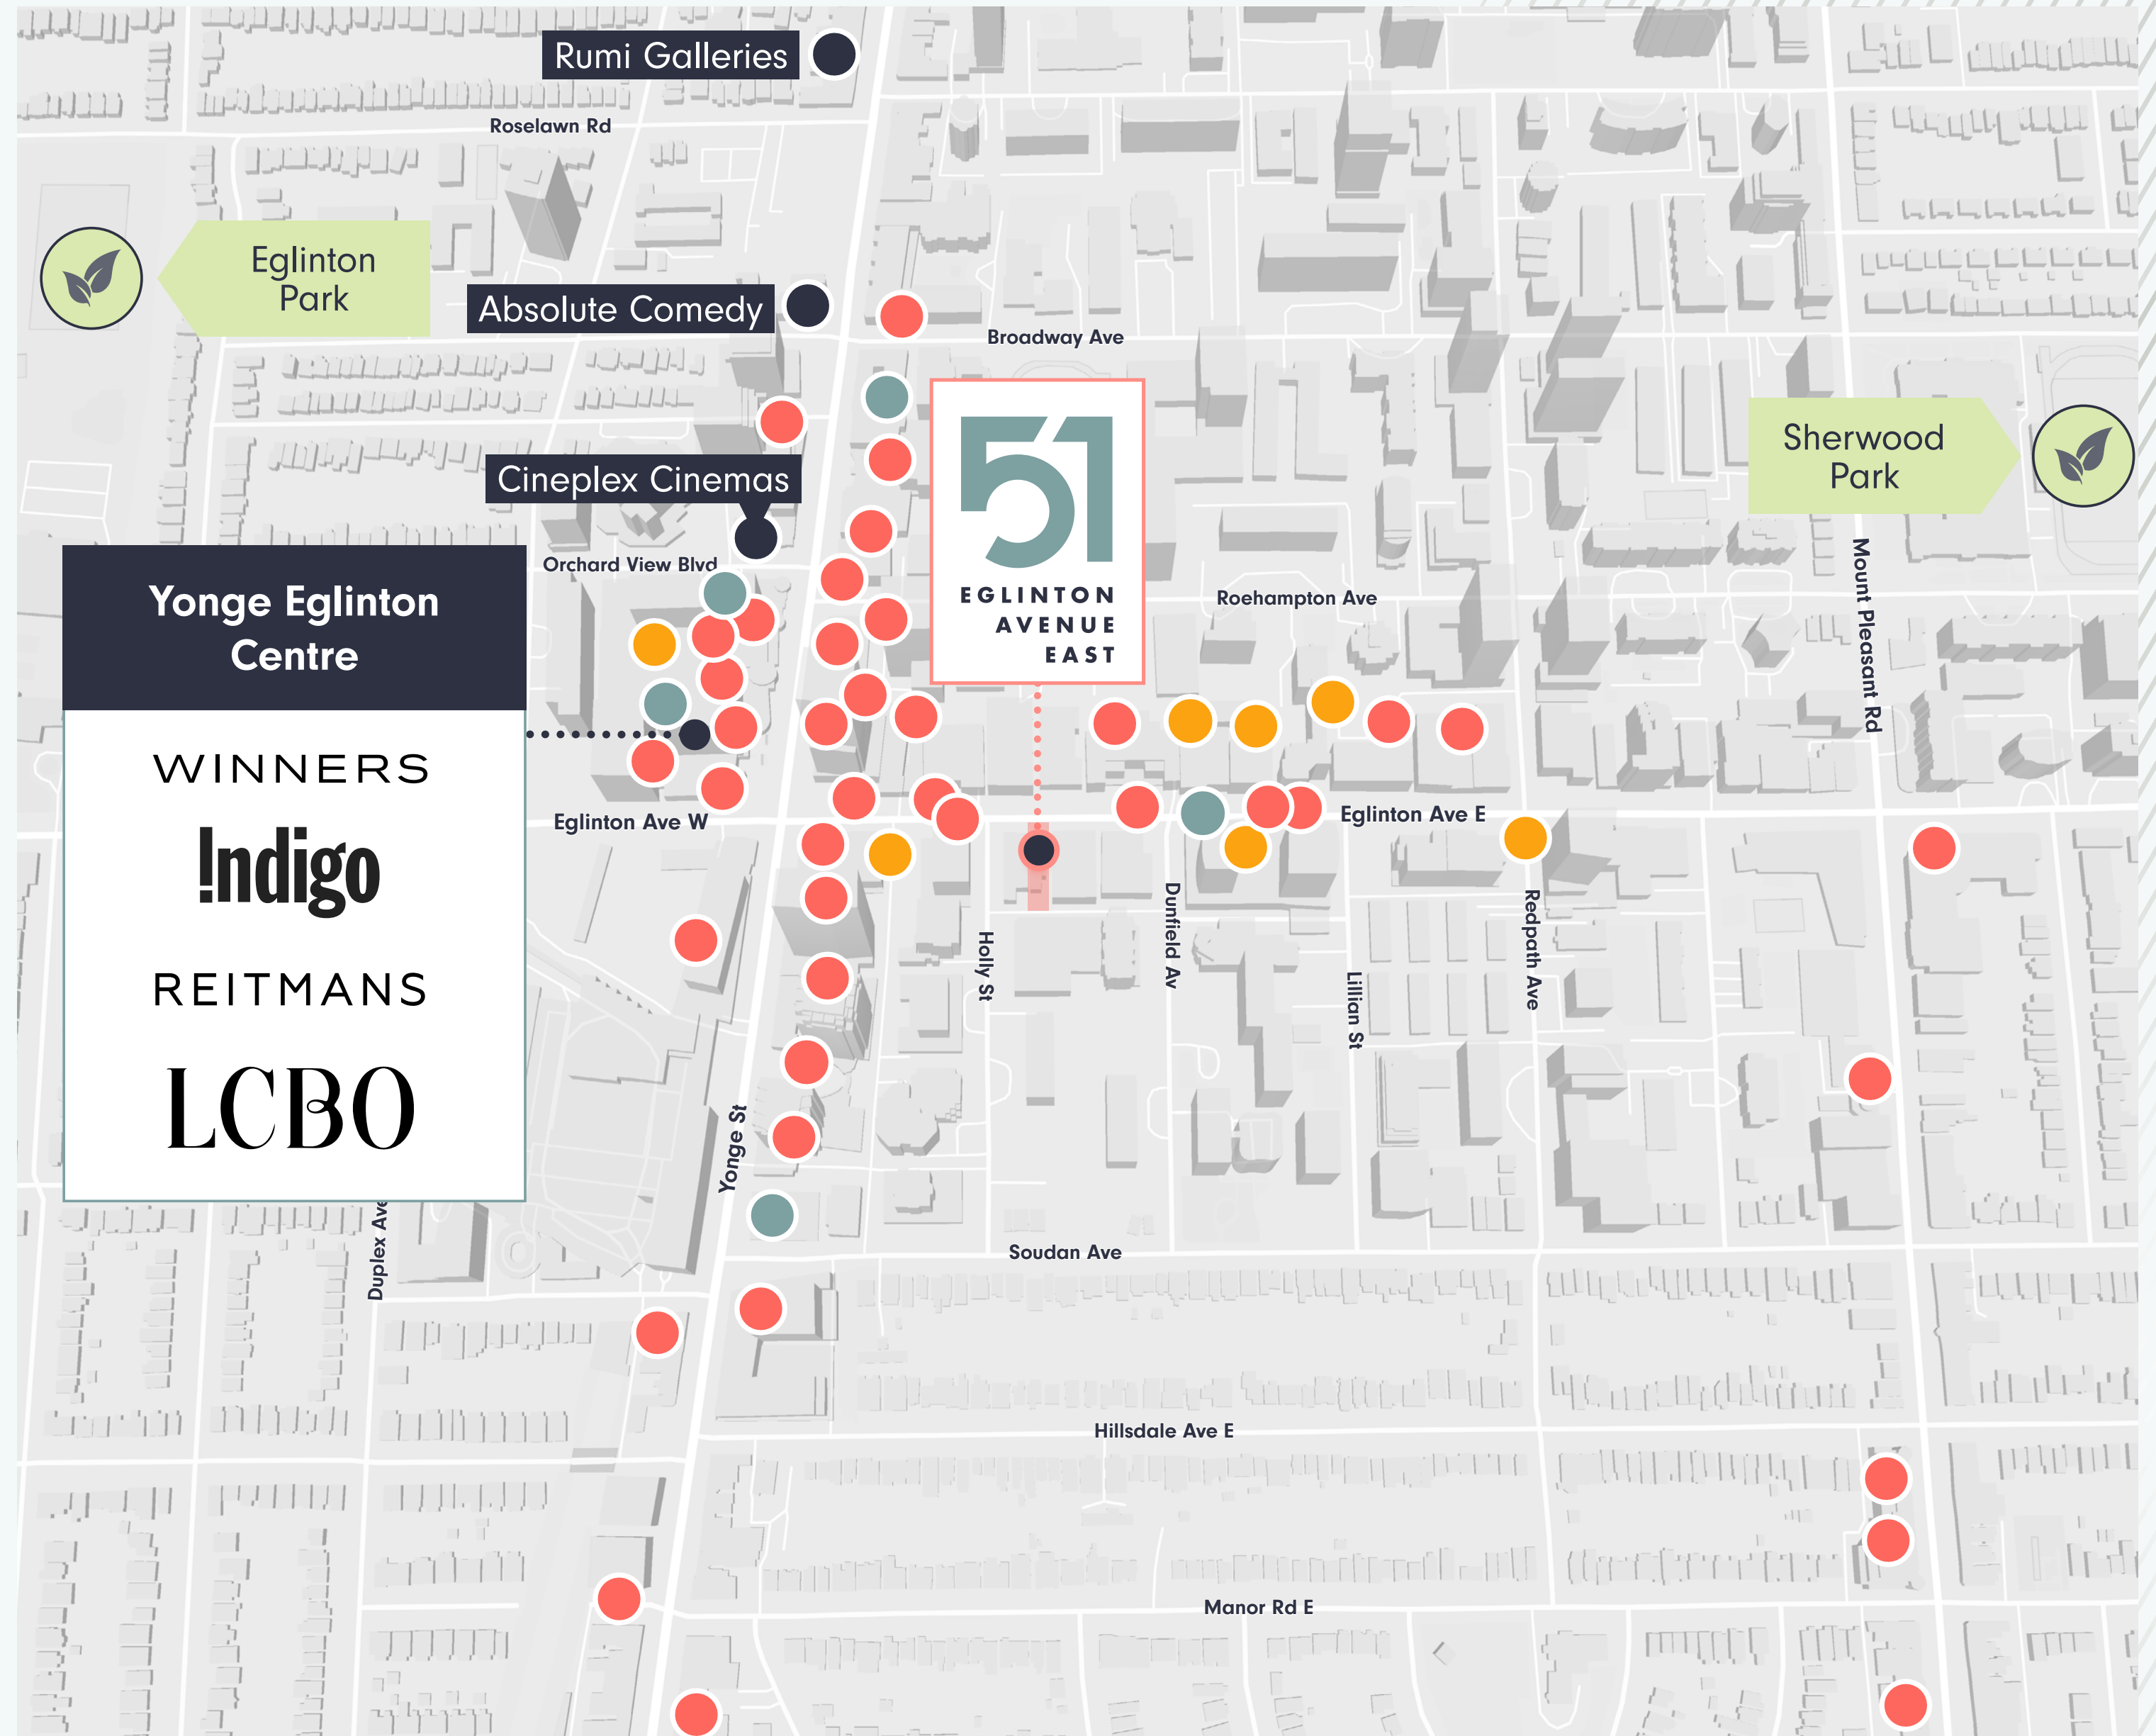 Rumi Galleries
Roselawn Rd
Eglinton
Park
Absolute Comedy
Broadway Ave
51
EGLINTON
AVENUE
EAST
Sherwood
Park
Cineplex Cinemas
Orchard View Blvd
Roehampton Ave
Mount Pleasant Rd
Yonge Eglinton
Centre
WINNERS
Indigo
REITMANS
LCBO
Eglinton Ave W
Eglinton Ave E
Holly St
Dunfield Av
Lillian St
Redpath Ave
Yonge St
Duplex Ave
Soudan Ave
Hillsdale Ave E
Manor Rd E